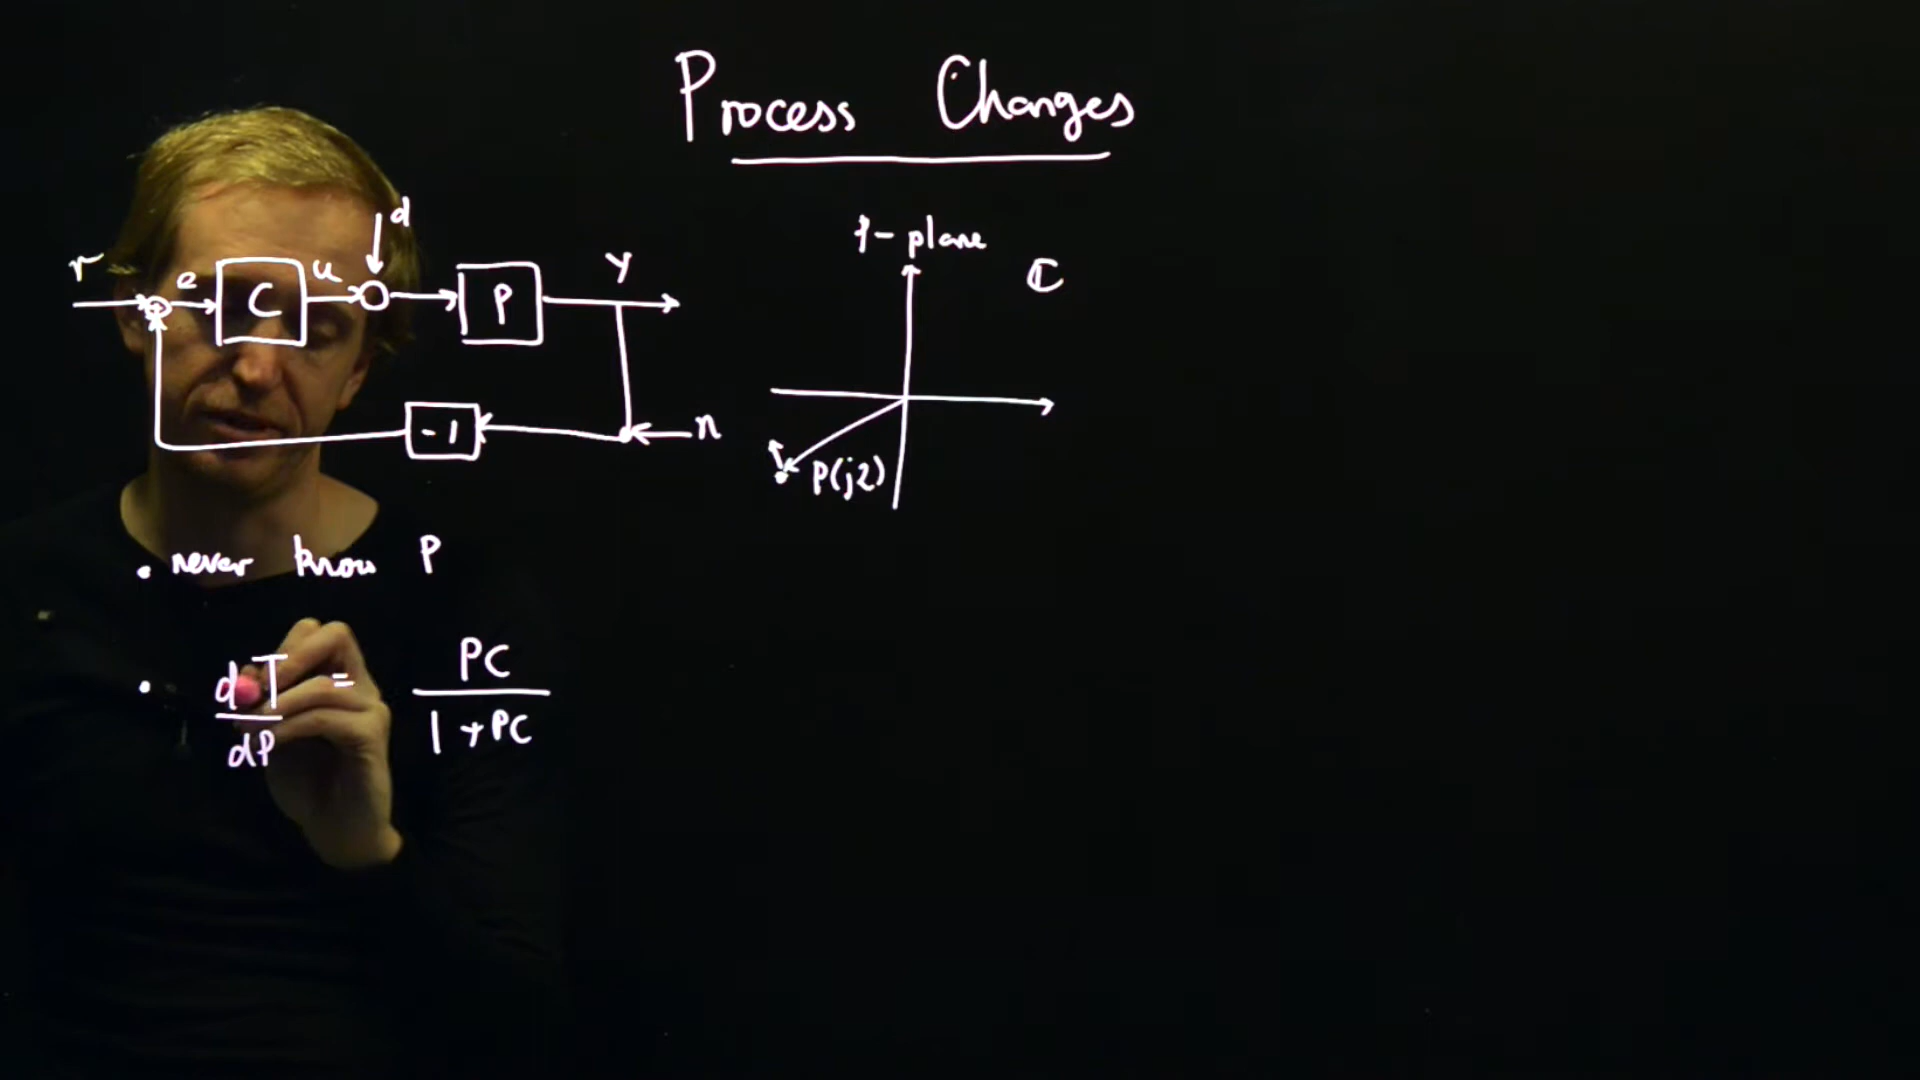 Process Changes
r e C u d P y
-1 n
P-plane
ℂ
P(j2)
• never know P
• dT/dP = PC/(1+PC)